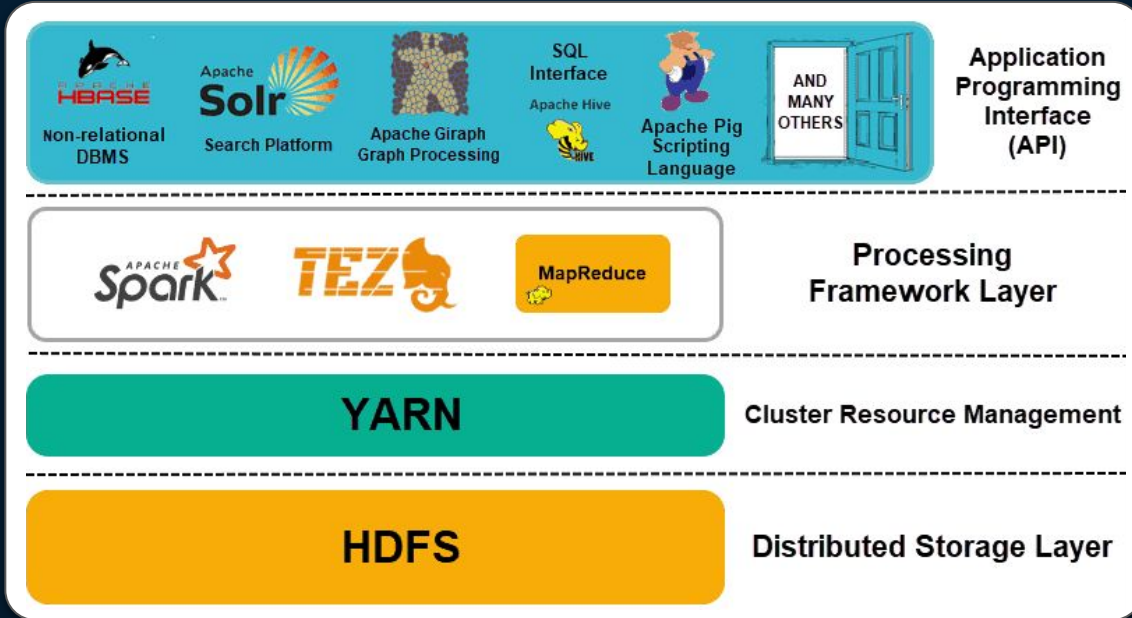 APACHE
HBASE
Non-relational
DBMS
Apache
Solr
Search Platform
Apache Giraph
Graph Processing
SQL
Interface
Apache Hive
HIVE
Apache Pig
Scripting
Language
AND
MANY
OTHERS
Application
Programming
Interface
(API)
APACHE
Spark
TEZ
MapReduce
Processing
Framework Layer
YARN
Cluster Resource Management
HDFS
Distributed Storage Layer